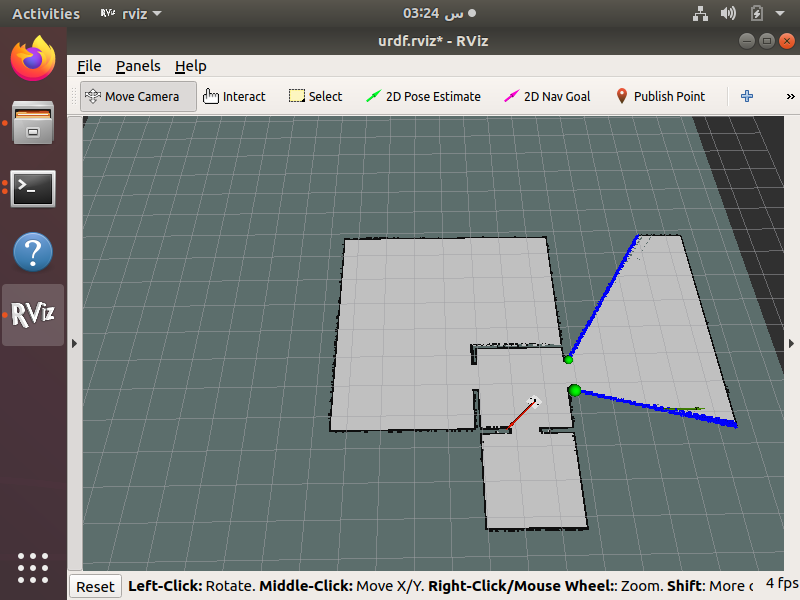 Activities RViz rviz 03:24 س
urdf.rviz* - RViz
File Panels Help
Move Camera Interact Select 2D Pose Estimate 2D Nav Goal Publish Point »
RViz
Reset Left-Click: Rotate. Middle-Click: Move X/Y. Right-Click/Mouse Wheel:: Zoom. Shift: More 4 fps